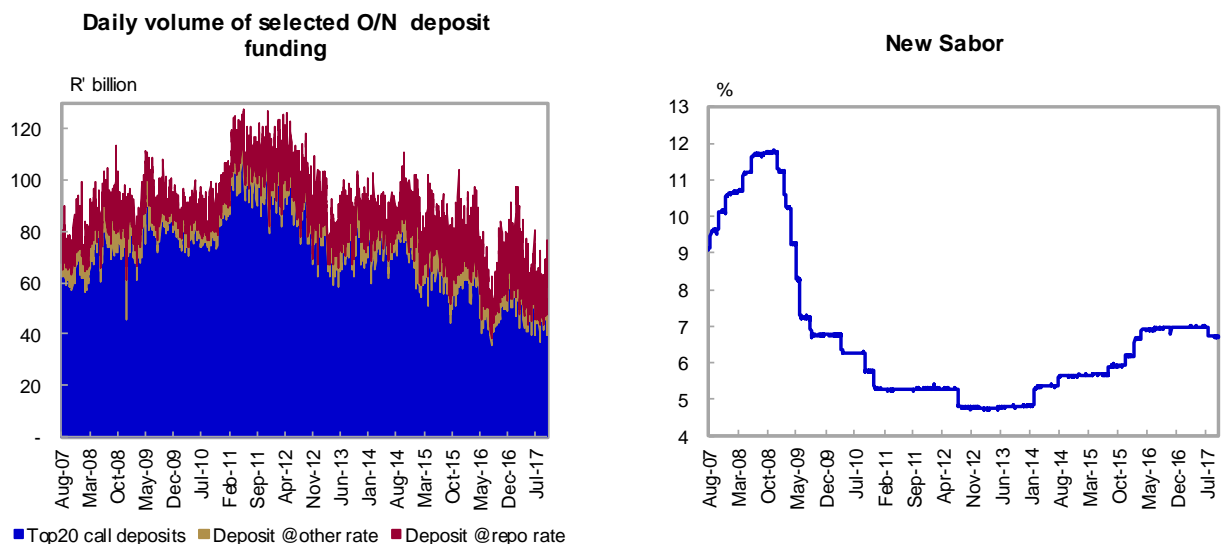 Daily volume of selected O/N deposit
funding
R' billion
120
100
80
60
40
20
-
Aug-07
Mar-08
Oct-08
May-09
Dec-09
Jul-10
Feb-11
Sep-11
Apr-12
Nov-12
Jun-13
Jan-14
Aug-14
Mar-15
Oct-15
May-16
Dec-16
Jul-17
Top20 call deposits
Deposit @other rate
Deposit @repo rate
New Sabor
%
13
12
11
10
9
8
7
6
5
4
Aug-07
Mar-08
Oct-08
May-09
Dec-09
Jul-10
Feb-11
Sep-11
Apr-12
Nov-12
Jun-13
Jan-14
Aug-14
Mar-15
Oct-15
May-16
Dec-16
Jul-17